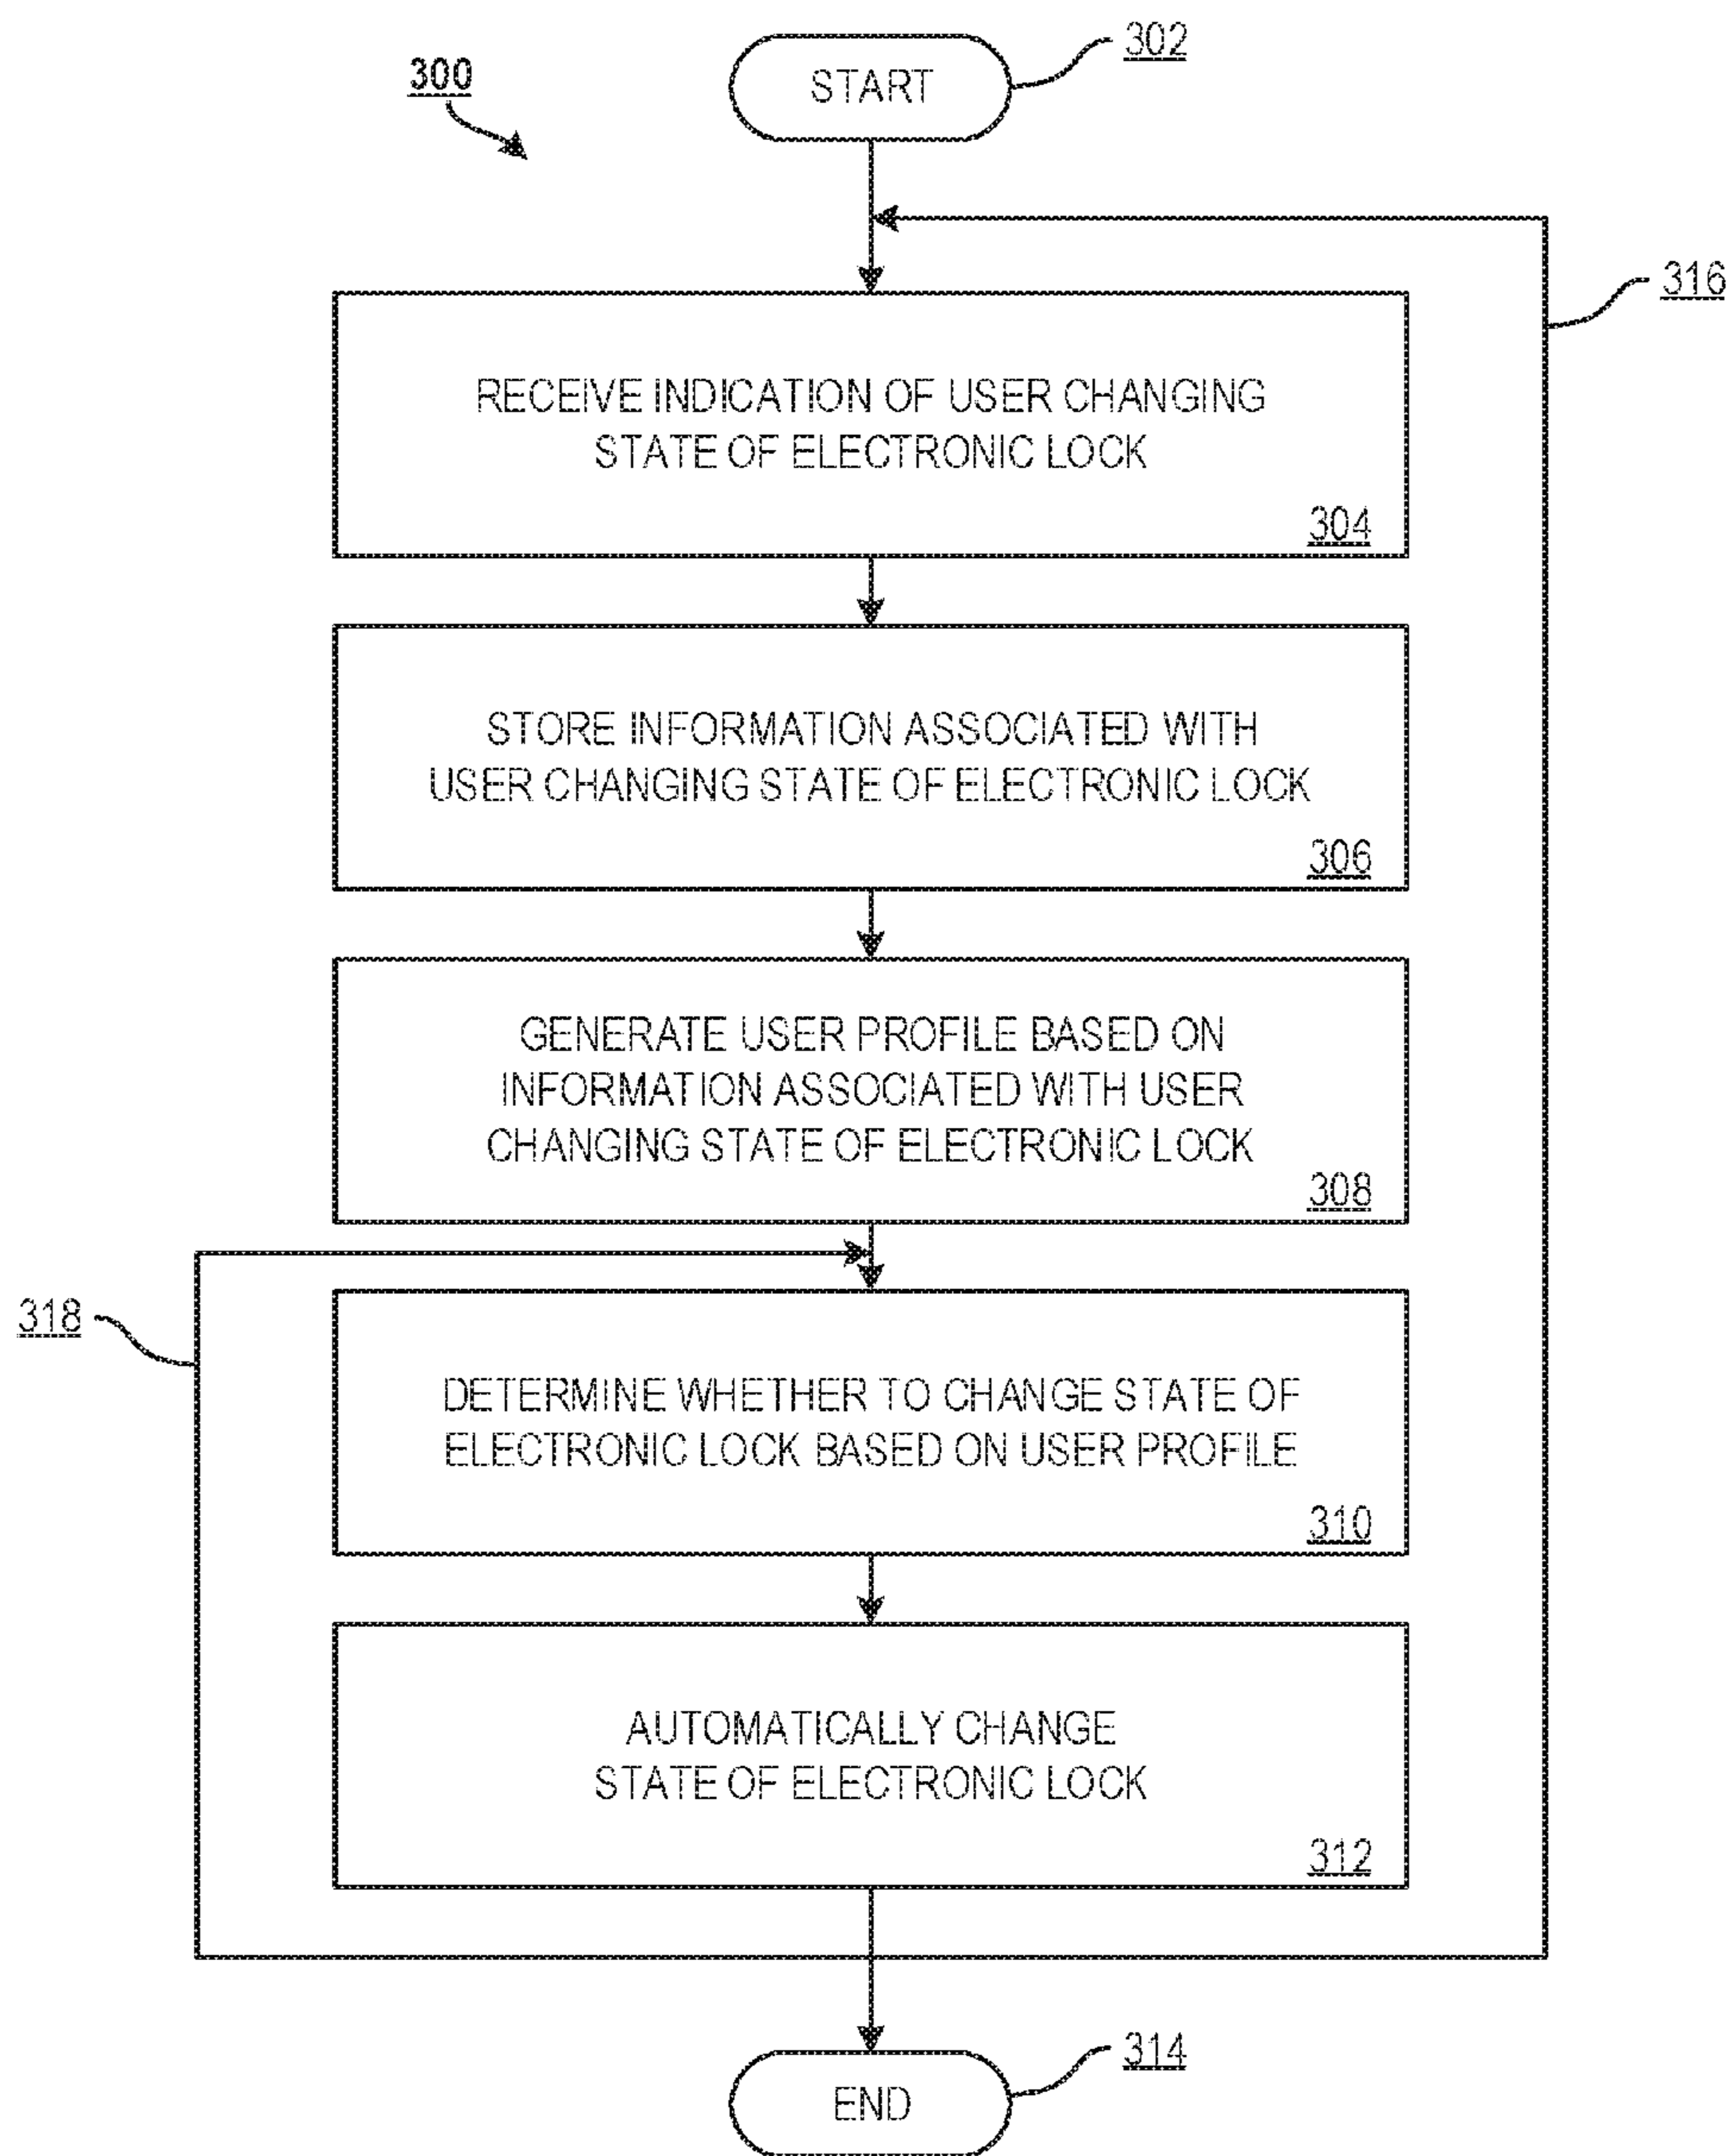 300
START
302
316
RECEIVE INDICATION OF USER CHANGING
STATE OF ELECTRONIC LOCK
304
STORE INFORMATION ASSOCIATED WITH
USER CHANGING STATE OF ELECTRONIC LOCK
306
GENERATE USER PROFILE BASED ON
INFORMATION ASSOCIATED WITH USER
CHANGING STATE OF ELECTRONIC LOCK
308
318
DETERMINE WHETHER TO CHANGE STATE OF
ELECTRONIC LOCK BASED ON USER PROFILE
310
AUTOMATICALLY CHANGE
STATE OF ELECTRONIC LOCK
312
END
314